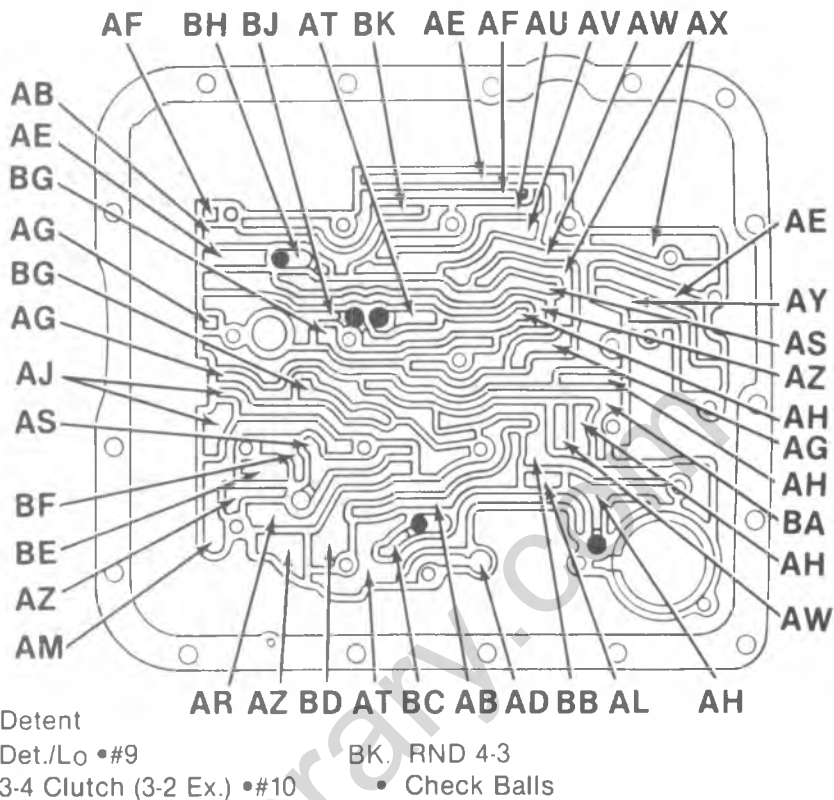 AF BH BJ AT BK AE AF AU AV AW AX
AB
AE
BG
AG
BG
AG
AJ
AS
BF
BE
AZ
AM
AE
AY
AS
AZ
AH
AG
AH
BA
AH
AW
AR AZ BD AT BC AB AD BB AL AH
Detent
Det./Lo •#9
3-4 Clutch (3-2 Ex.) •#10
BK. RND 4-3
• Check Balls
rary.com